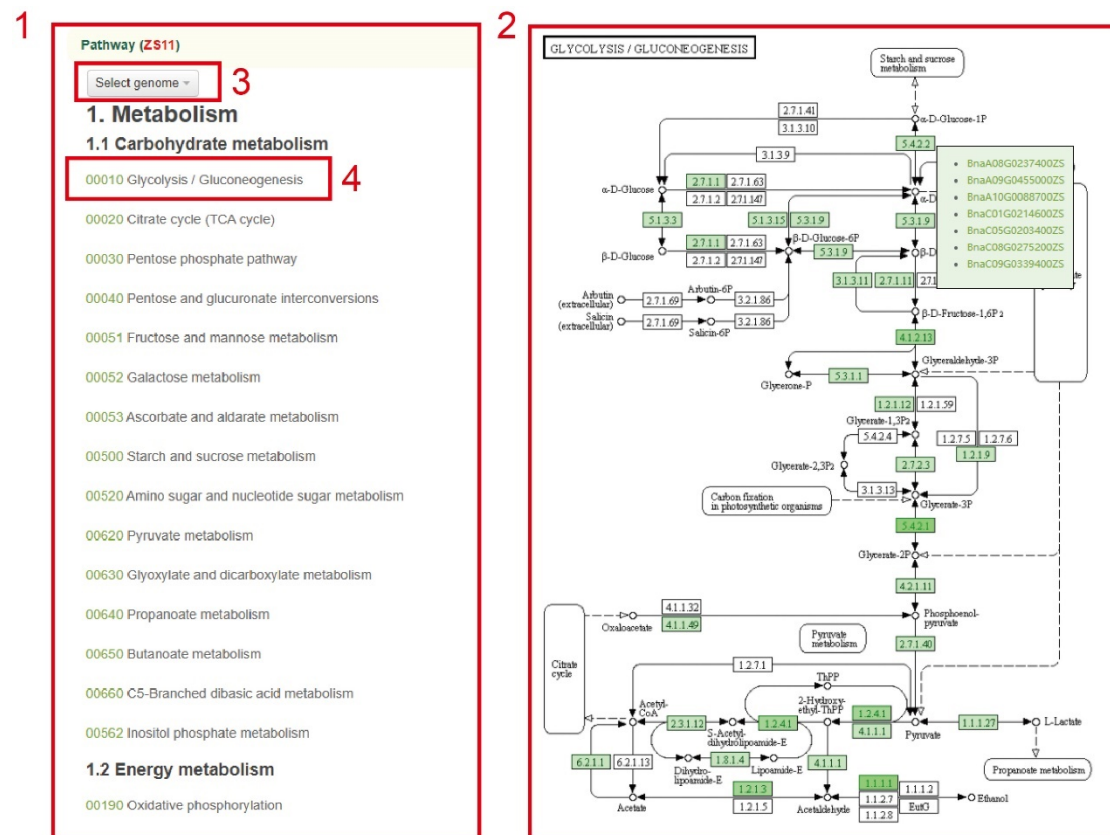 1
Pathway (ZS11)
Select genome
3
1. Metabolism
1.1 Carbohydrate metabolism
00010 Glycolysis / Gluconeogenesis
4
00020 Citrate cycle (TCA cycle)
00030 Pentose phosphate pathway
00040 Pentose and glucuronate interconversions
00051 Fructose and mannose metabolism
00052 Galactose metabolism
00053 Ascorbate and aldarate metabolism
00500 Starch and sucrose metabolism
00520 Amino sugar and nucleotide sugar metabolism
00620 Pyruvate metabolism
00630 Glyoxylate and dicarboxylate metabolism
00640 Propanoate metabolism
00650 Butanoate metabolism
00660 C5-Branched dibasic acid metabolism
00562 Inositol phosphate metabolism
1.2 Energy metabolism
00190 Oxidative phosphorylation
2
GLYCOLYSIS / GLUCONEOGENESIS
Starch and sucrose
metabolism
2.7.1.41
3.1.3.10
α-D-Glucose-1P
5.4.2.2
3.1.3.9
BnaA08G0237400ZS
BnaA09G0455000ZS
BnaA10G0088700ZS
BnaC01G0214600ZS
BnaC05G0203400ZS
BnaC08G0275200ZS
BnaC09G0339400ZS
α-D-Glucose
2.7.1.1
2.7.1.63
2.7.1.2
2.7.1.147
α-D
5.1.3.3
5.1.3.15
5.3.1.9
5.3.1.9
β-D-Glucose-6P
β-D-Glucose
2.7.1.1
2.7.1.63
2.7.1.2
2.7.1.147
5.3.1.9
β-D
3.1.3.11
2.7.1.11
2.7.1
Arbutin
(extracellular)
2.7.1.69
Arbutin-6P
3.2.1.86
Salicin
(extracellular)
2.7.1.69
Salicin-6P
3.2.1.86
β-D-Fructose-1,6P2
4.1.2.13
Glyceraldehyde-3P
Glycerone-P
5.3.1.1
1.2.1.12
1.2.1.59
Glycerate-1,3P2
5.4.2.4
1.2.7.5
1.2.7.6
1.2.1.9
Glycerate-2,3P2
2.7.2.3
3.1.3.13
Carbon fixation
in photosynthetic organisms
Glycerate-3P
5.4.2.1
Glycerate-2P
4.2.1.11
4.1.1.32
4.1.1.49
Oxaloacetate
Phosphoenol-
pyruvate
Pyruvate
metabolism
2.7.1.40
Citrate
cycle
1.2.7.1
ThPP
Acetyl-
CoA
2-Hydroxy-
ethyl-ThPP
2.3.1.12
S-Acetyl-
dihydrolipoamide-E
1.2.4.1
1.2.4.1
4.1.1.1
Pyruvate
1.1.1.27
L-Lactate
6.2.1.1
6.2.1.13
Dihydro-
lipoamide-E
1.8.1.4
Lipoamide-E
4.1.1.1
Propanoate metabolism
Acetate
1.2.1.3
1.2.1.5
Acetaldehyde
1.1.1.1
1.1.1.2
1.1.2.7
EutG
1.1.2.8
Ethanol